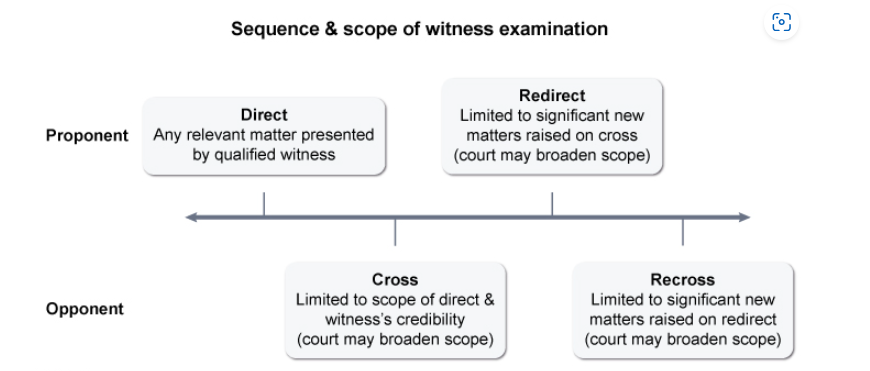 Sequence & scope of witness examination
Proponent
Direct
Any relevant matter presented
by qualified witness
Redirect
Limited to significant new
matters raised on cross
(court may broaden scope)
Opponent
Cross
Limited to scope of direct &
witness's credibility
(court may broaden scope)
Recross
Limited to significant new
matters raised on redirect
(court may broaden scope)